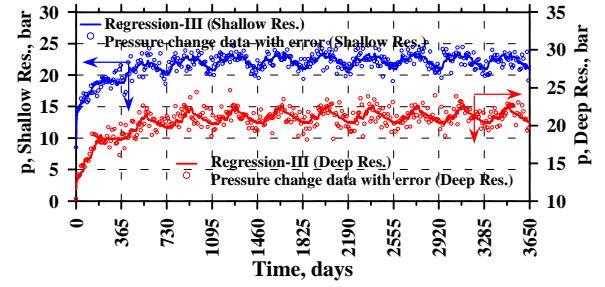 30
25
20
15
10
5
0
p, Shallow Res., bar
Regression-III (Shallow Res.)
Pressure change data with error (Shallow Res.)
Regression-III (Deep Res.)
Pressure change data with error (Deep Res.)
35
30
25
20
15
10
p, Deep Res., bar
0 365 730 1095 1460 1825 2190 2555 2920 3285 3650
Time, days